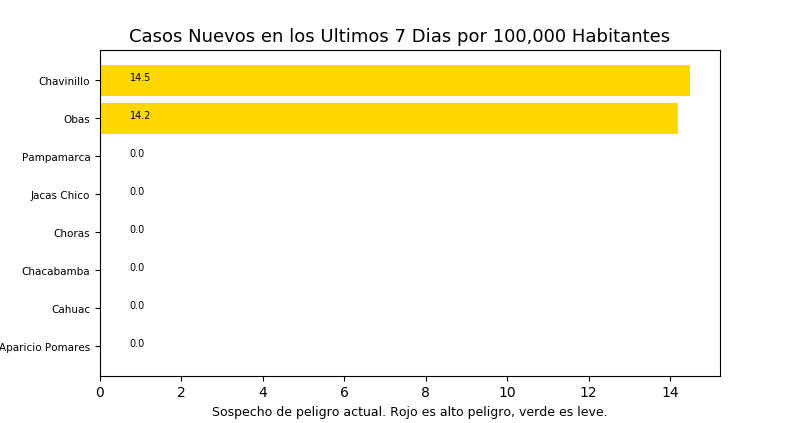 Casos Nuevos en los Ultimos 7 Dias por 100,000 Habitantes
Chavinillo 14.5
Obas 14.2
Pampamarca 0.0
Jacas Chico 0.0
Choras 0.0
Chacabamba 0.0
Cahuac 0.0
Aparicio Pomares 0.0
0 2 4 6 8 10 12 14
Sospecho de peligro actual. Rojo es alto peligro, verde es leve.